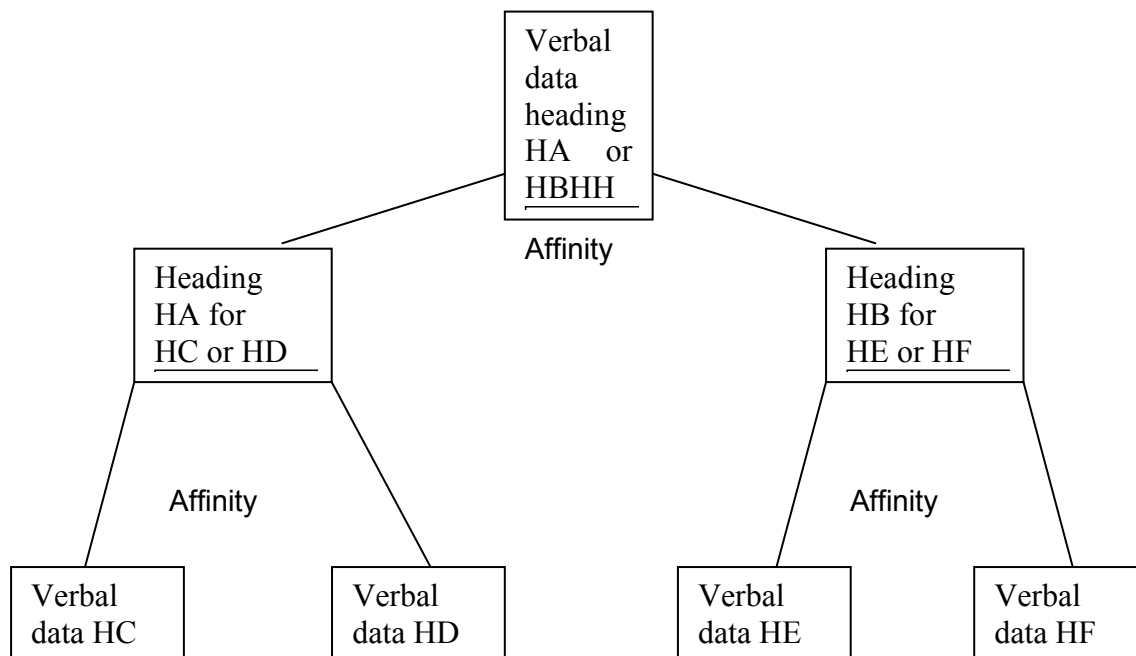 Verbal
data
heading
HA or
HBHH
Affinity
Heading
HA for
HC or HD
Heading
HB for
HE or HF
Affinity
Affinity
Verbal
data HC
Verbal
data HD
Verbal
data HE
Verbal
data HF